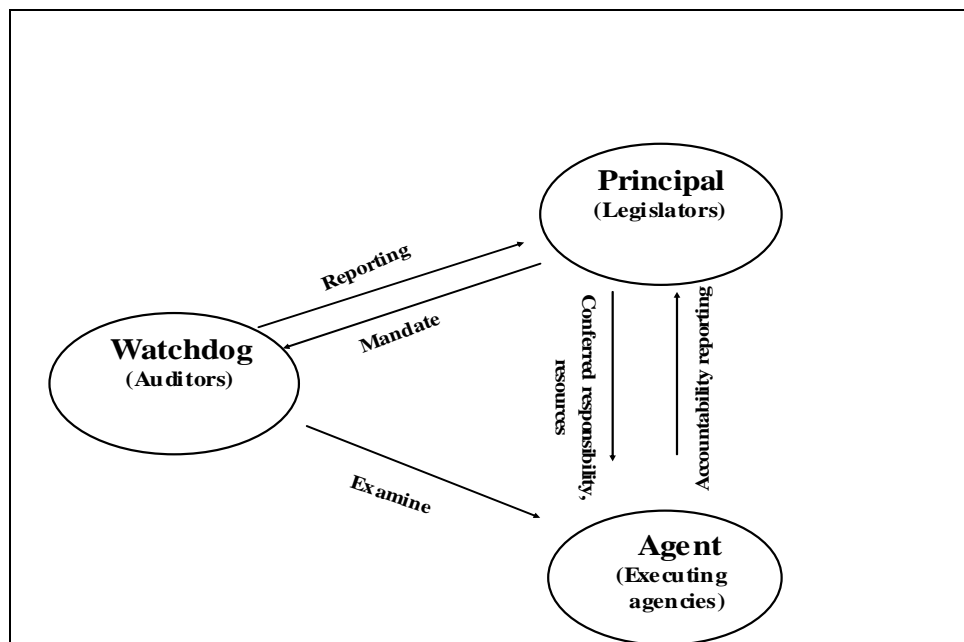 Principal
(Legislators)
Reporting
Mandate
Watchdog
(Auditors)
Conferred responsibility,
resources
Accountability reporting
Examine
Agent
(Executing
agencies)